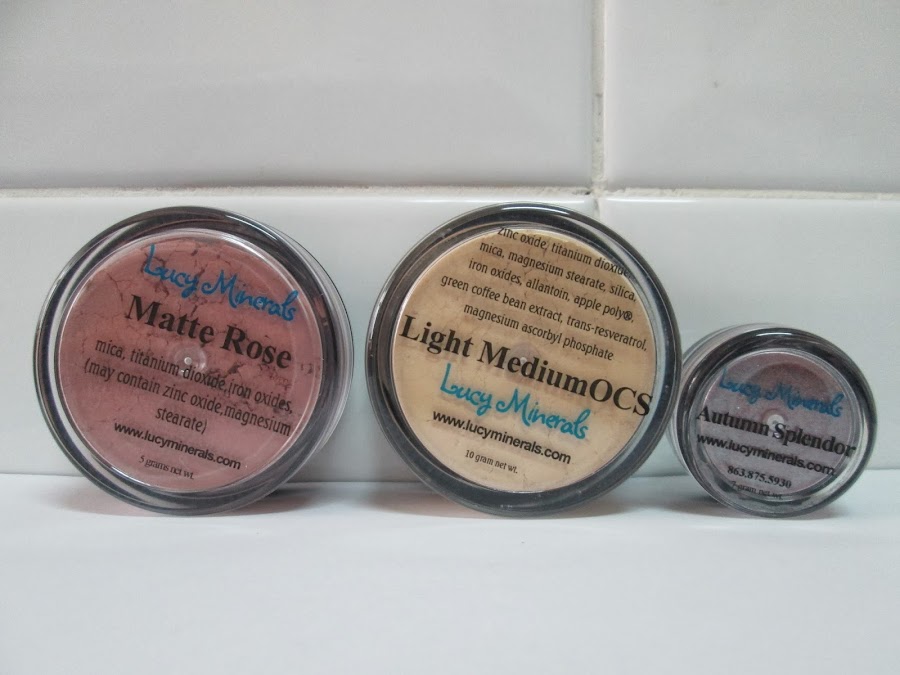 Lucy Minerals
Matte Rose
mica, titanium dioxide,iron oxides,
(may contain zinc oxide,magnesium
stearate)
www.lucyminerals.com
5 grams net wt.
zinc oxide, titanium dioxide,
mica, magnesium stearate, silica,
iron oxides, allantoin, apple poly®,
green coffee bean extract, trans-resveratrol,
magnesium ascorbyl phosphate
Light MediumOCS
Lucy Minerals
www.lucyminerals.com
10 gram net wt.
Lucy Minerals
Autumn Splendor
www.lucyminerals.com
863.875.5930
gram net wt.